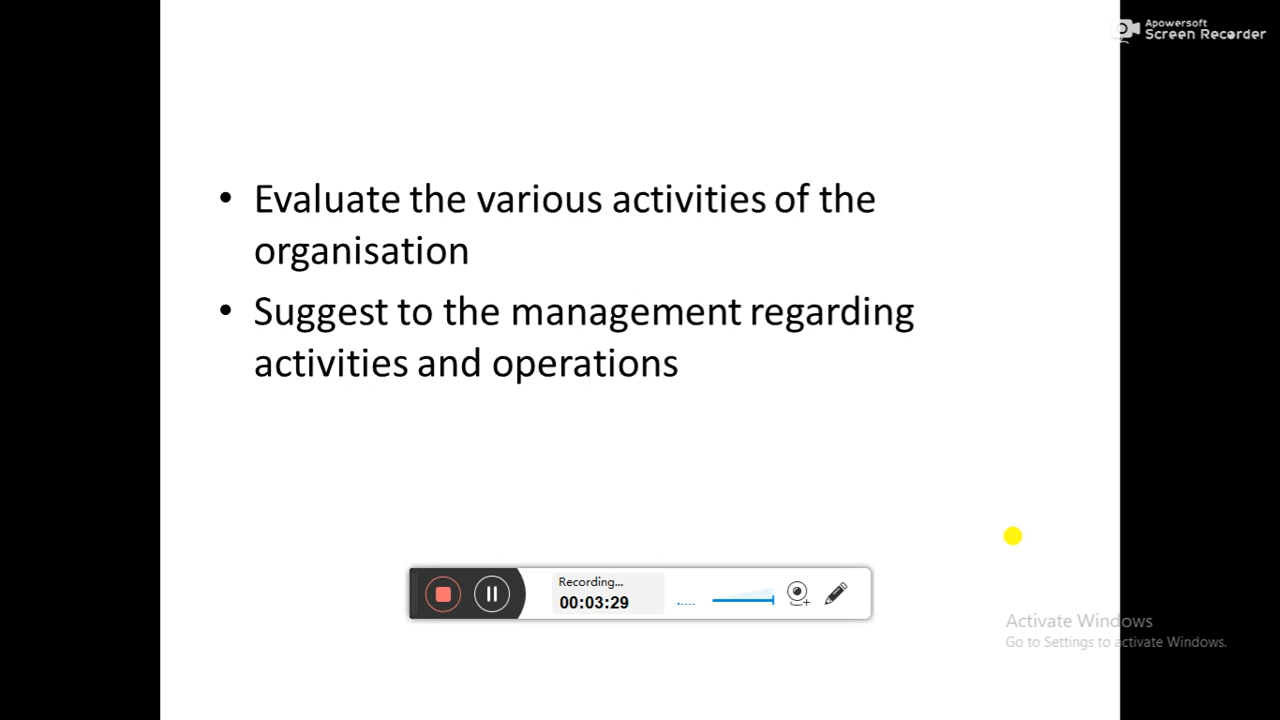 Apowersoft
Screen Recorder
• Evaluate the various activities of the
organisation
• Suggest to the management regarding
activities and operations
Recording...
00:03:29
Activate Windows
Go to Settings to activate Windows.